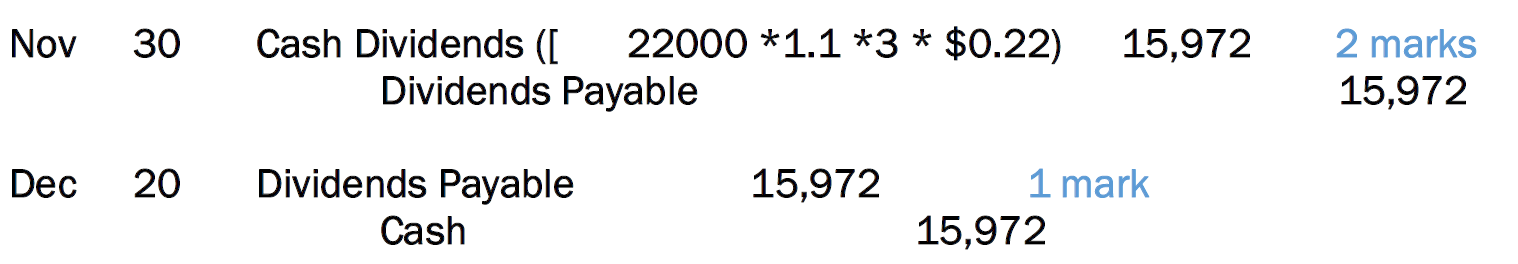 Nov 30 Cash Dividends ([ 22000 *1.1 *3 * $0.22) 15,972 2 marks
Dividends Payable 15,972
Dec 20 Dividends Payable 15,972 1 mark
Cash 15,972